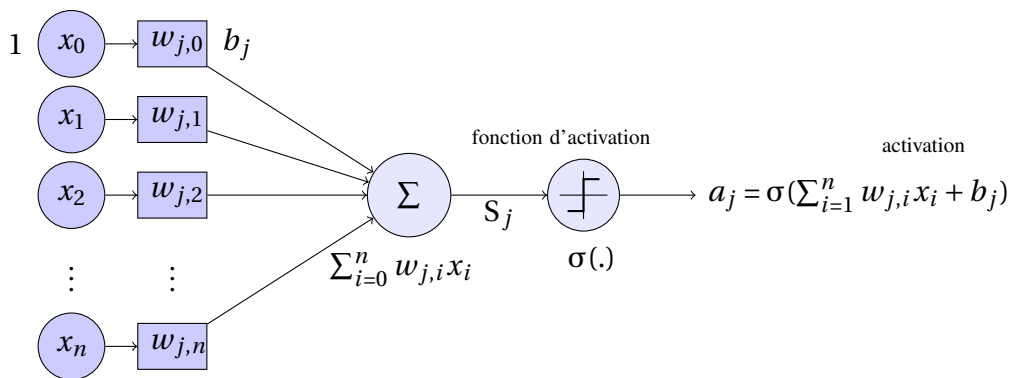 1 x_0 w_{j,0} b_j
x_1 w_{j,1}
fonction d'activation
activation
x_2 w_{j,2} Σ S_j a_j = σ(∑_{i=1}^{n} w_{j,i} x_i + b_j)
∑_{i=0}^{n} w_{j,i} x_i
σ(.)
⋮ ⋮
x_n w_{j,n}